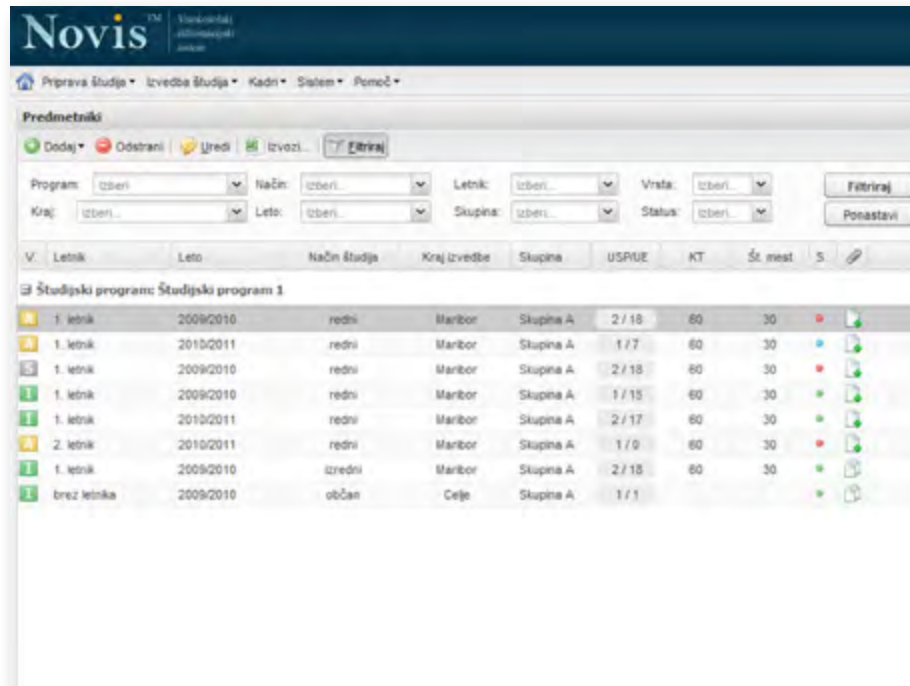 Novis™
Priprava študija Izvedba študija Kadri Sistem Pomoč
Predmetniki
Dodaj Odstrani Uredi Izvozi... Filtriraj
Program: Izberi Način: Izberi... Letnik: Izberi... Vrsta: Izberi... Filtriraj
Kraj: Izberi... Leto: Izberi... Skupina: Izberi... Status: Izberi... Ponastavi
V. Letnik Leto Način študija Kraj izvedbe Skupina USP/UE KT Št. mest S.
Študijski program: Študijski program 1
A 1. letnik 2009/2010 redni Maribor Skupina A 2 / 18 60 30
A 1. letnik 2010/2011 redni Maribor Skupina A 1 / 7 60 30
S 1. letnik 2009/2010 redni Maribor Skupina A 2 / 18 60 30
I 1. letnik 2009/2010 redni Maribor Skupina A 1 / 15 60 30
I 1. letnik 2010/2011 redni Maribor Skupina A 2 / 17 60 30
A 2. letnik 2010/2011 redni Maribor Skupina A 1 / 0 60 30
I 1. letnik 2009/2010 izredni Maribor Skupina A 2 / 18 60 30
I brez letnika 2009/2010 občan Celje Skupina A 1 / 1